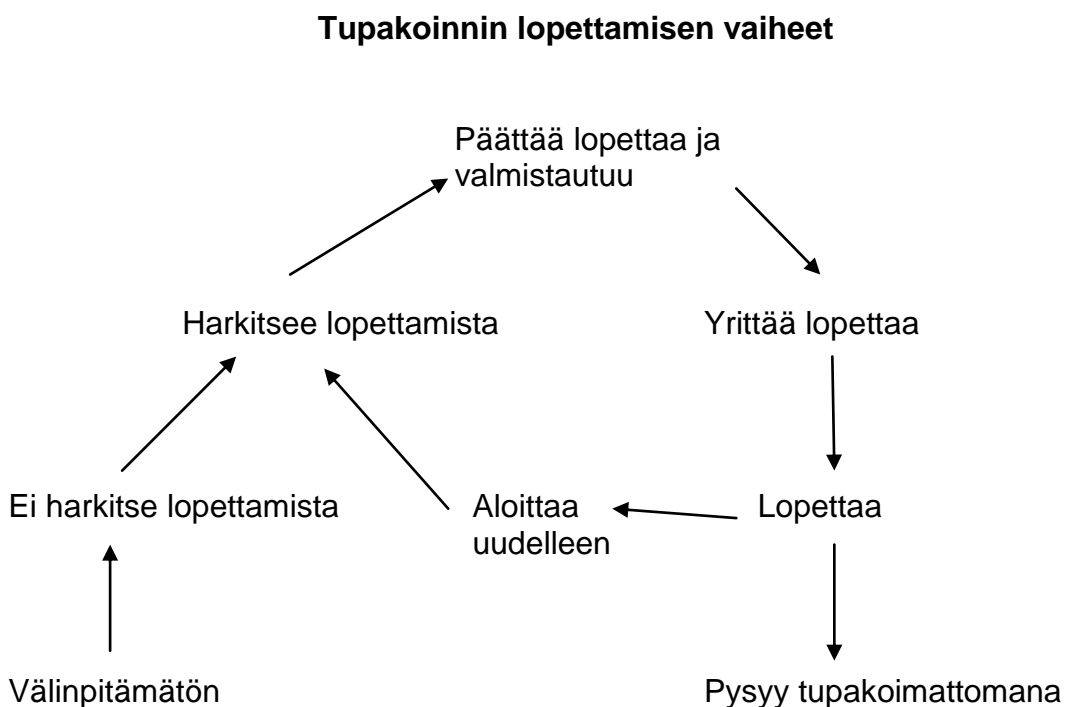 Tupakoinnin lopettamisen vaiheet
Päättää lopettaa ja
valmistautuu
Harkitsee lopettamista
Yrittää lopettaa
Ei harkitse lopettamista
Aloittaa
uudelleen
Lopettaa
Välinpitämätön
Pysyy tupakoimattomana